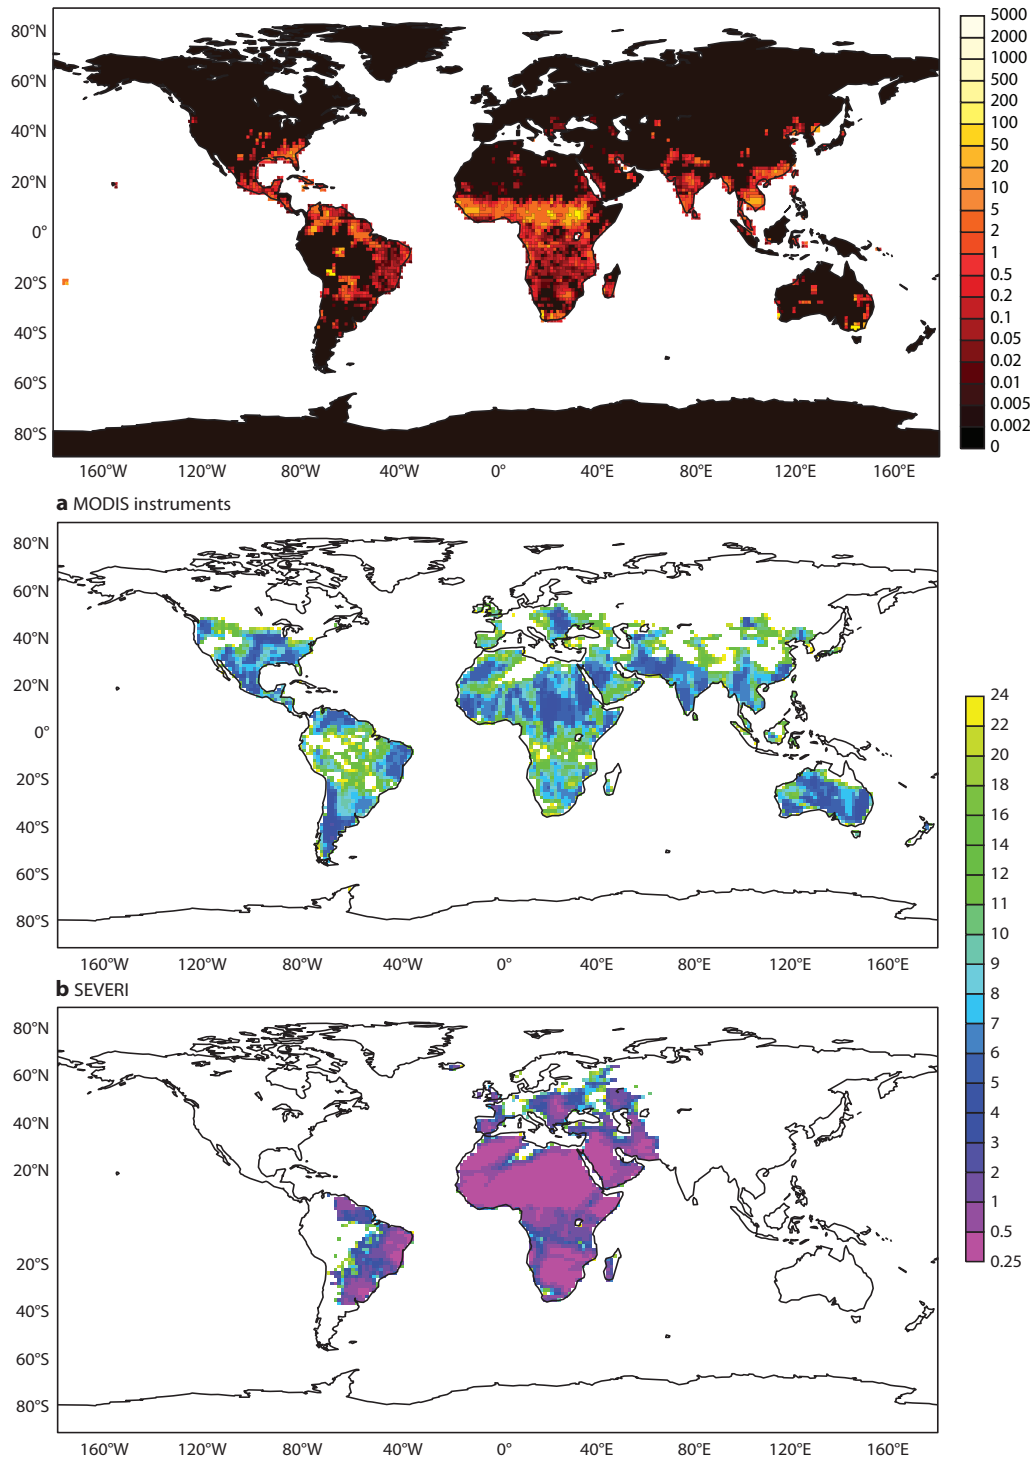 80°N
60°N
40°N
20°N
0°
20°S
40°S
60°S
80°S
160°W 120°W 80°W 40°W 0° 40°E 80°E 120°E 160°E
5000
2000
1000
500
200
100
50
20
10
5
2
1
0.5
0.2
0.1
0.05
0.02
0.01
0.005
0.002
0
a MODIS instruments
80°N
60°N
40°N
20°N
0°
20°S
40°S
60°S
80°S
160°W 120°W 80°W 40°W 0° 40°E 80°E 120°E 160°E
b SEVERI
80°N
60°N
40°N
20°N
20°S
40°S
60°S
80°S
160°W 120°W 80°W 40°W 0° 40°E 80°E 120°E 160°E
24
22
20
18
16
14
12
11
10
9
8
7
6
5
4
3
2
1
0.5
0.25